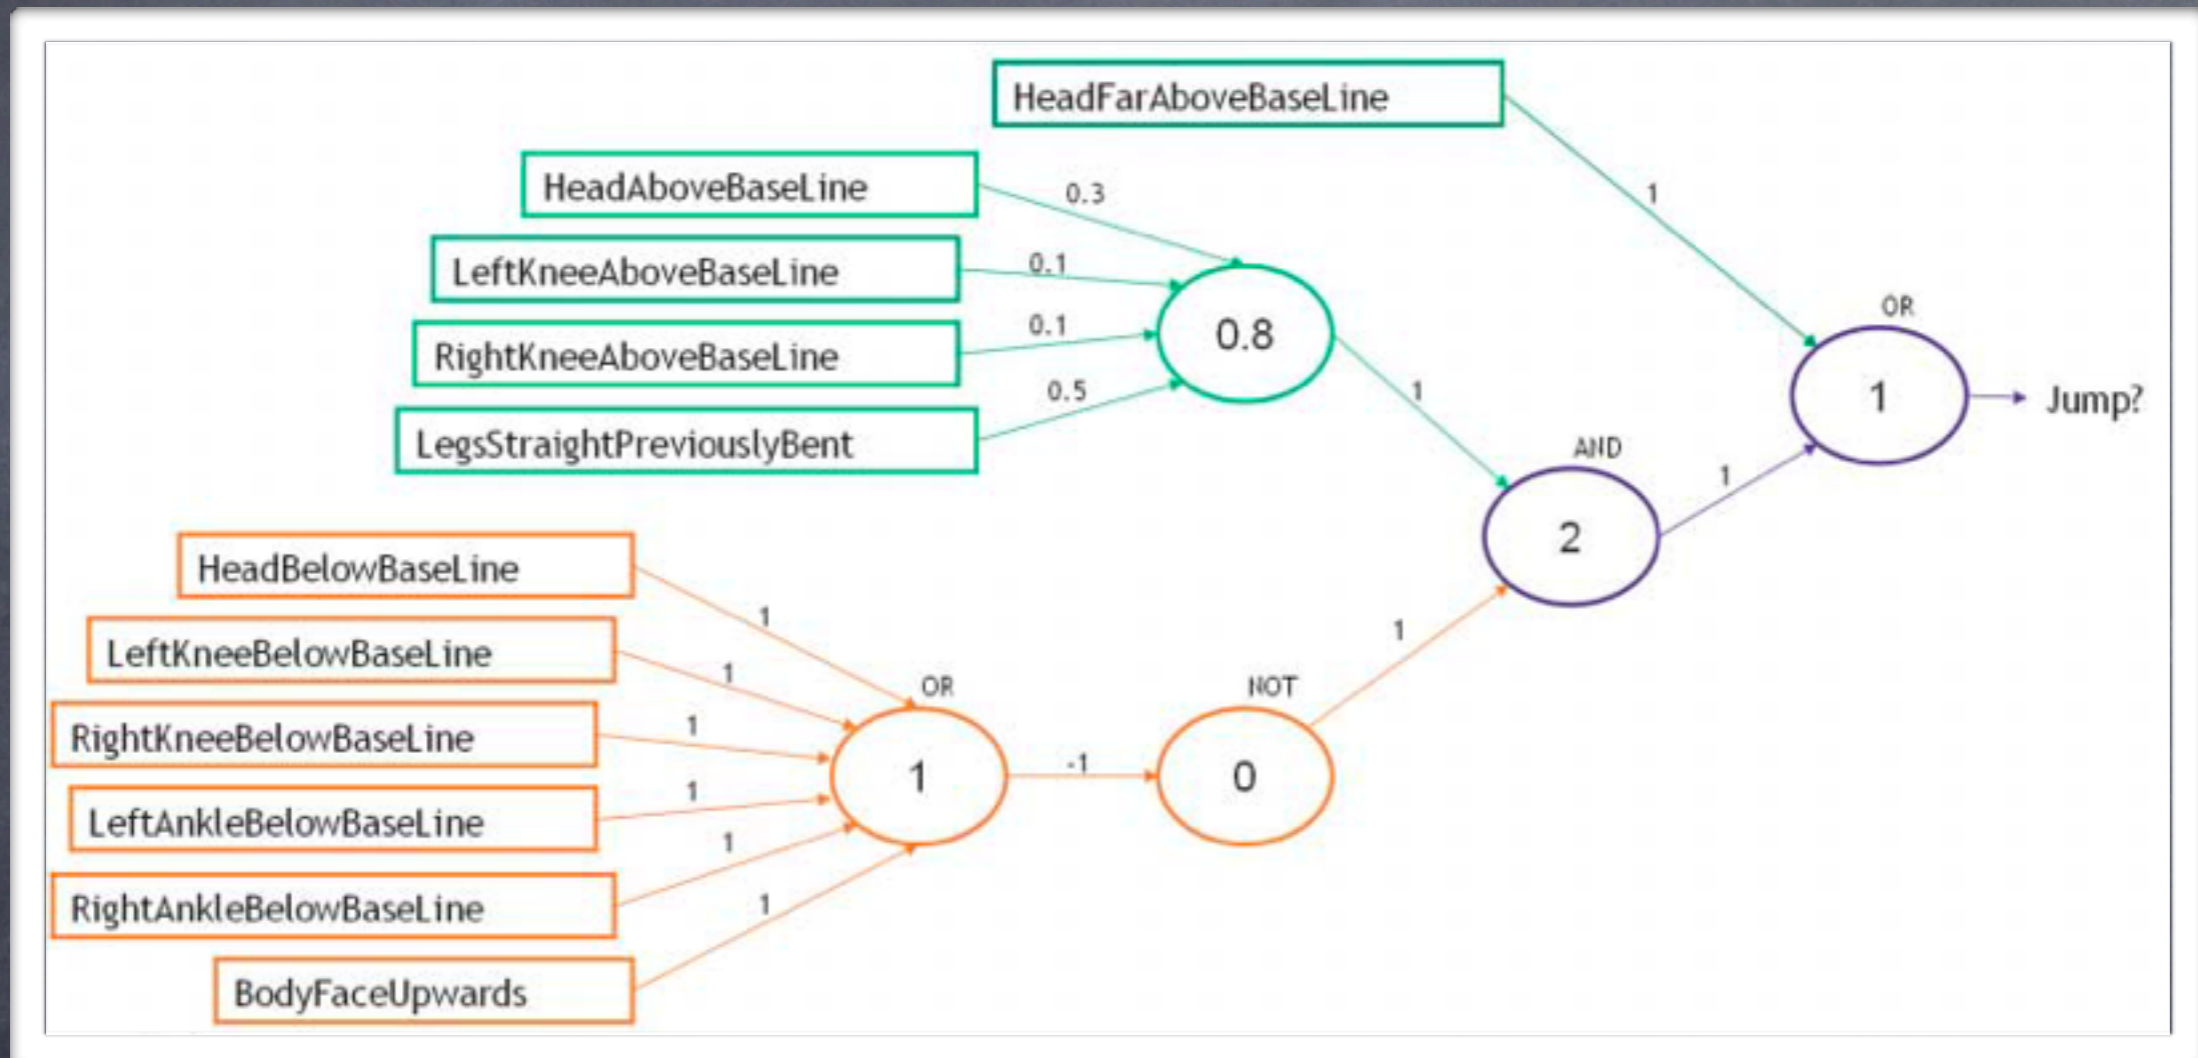 HeadFarAboveBaseLine
HeadAboveBaseLine
0.3
1
LeftKneeAboveBaseLine
0.1
RightKneeAboveBaseLine
0.1
0.8
OR
LegsStraightPreviouslyBent
0.5
1
1
Jump?
AND
2
1
HeadBelowBaseLine
1
LeftKneeBelowBaseLine
1
1
RightKneeBelowBaseLine
1
OR
NOT
LeftAnkleBelowBaseLine
1
1
-1
0
RightAnkleBelowBaseLine
1
BodyFaceUpwards
1